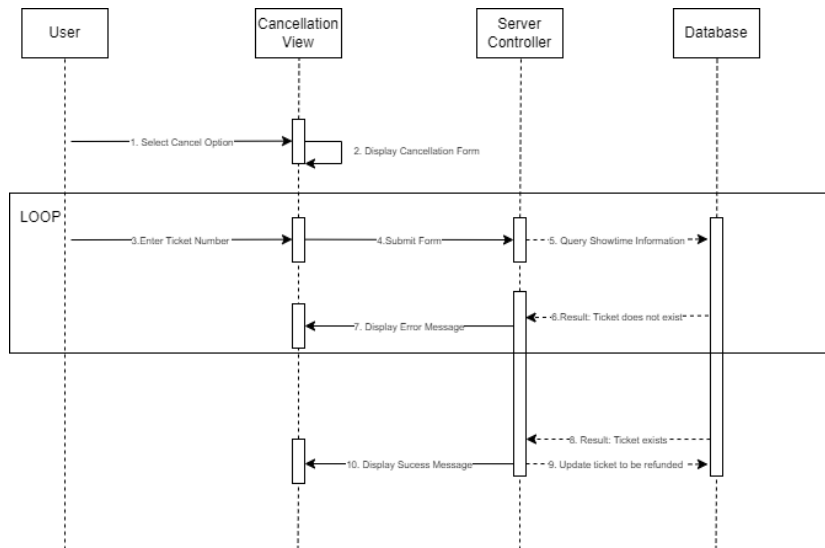 User
Cancellation
View
Server
Controller
Database
1. Select Cancel Option
2. Display Cancellation Form
LOOP
3.Enter Ticket Number
4.Submit Form
5. Query Showtime Information
6.Result: Ticket does not exist
7. Display Error Message
8. Result: Ticket exists
10. Display Sucess Message
9. Update ticket to be refunded